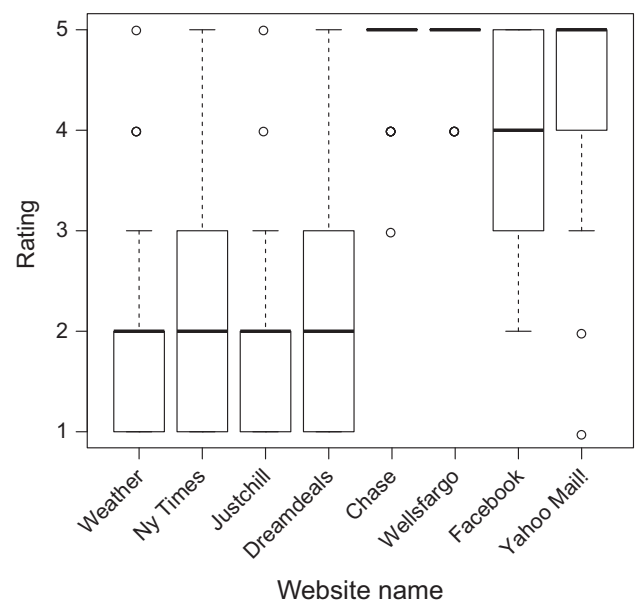 5
4
3
2
1
Rating
Weather
Ny Times
Justchill
Dreamdeals
Chase
Wellsfargo
Facebook
Yahoo Mail!
Website name